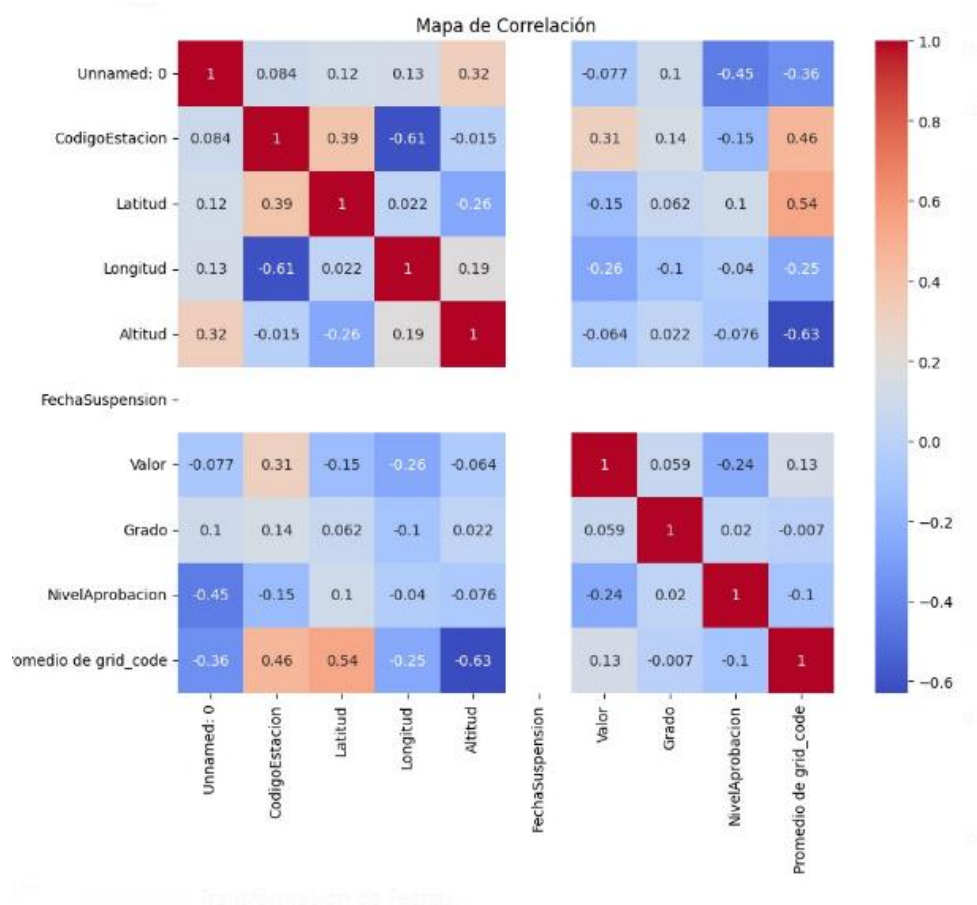 Mapa de Correlación
Unnamed: 0 1 0.084 0.12 0.13 0.32 -0.077 0.1 -0.45 -0.36
CodigoEstacion 0.084 1 0.39 -0.61 -0.015 0.31 0.14 -0.15 0.46
Latitud 0.12 0.39 1 0.022 -0.26 -0.15 0.062 0.1 0.54
Longitud 0.13 -0.61 0.022 1 0.19 -0.26 -0.1 -0.04 -0.25
Altitud 0.32 -0.015 -0.26 0.19 1 -0.064 0.022 -0.076 -0.63
FechaSuspension
Valor -0.077 0.31 -0.15 -0.26 -0.064 1 0.059 -0.24 0.13
Grado 0.1 0.14 0.062 -0.1 0.022 0.059 1 0.02 -0.007
NivelAprobacion -0.45 -0.15 0.1 -0.04 -0.076 -0.24 0.02 1 -0.1
romedio de grid_code -0.36 0.46 0.54 -0.25 -0.63 0.13 -0.007 -0.1 1
Unnamed: 0
CodigoEstacion
Latitud
Longitud
Altitud
FechaSuspension
Valor
Grado
NivelAprobacion
Promedio de grid_code
1.0
0.8
0.6
0.4
0.2
0.0
−0.2
−0.4
−0.6
Transformación de Fechas